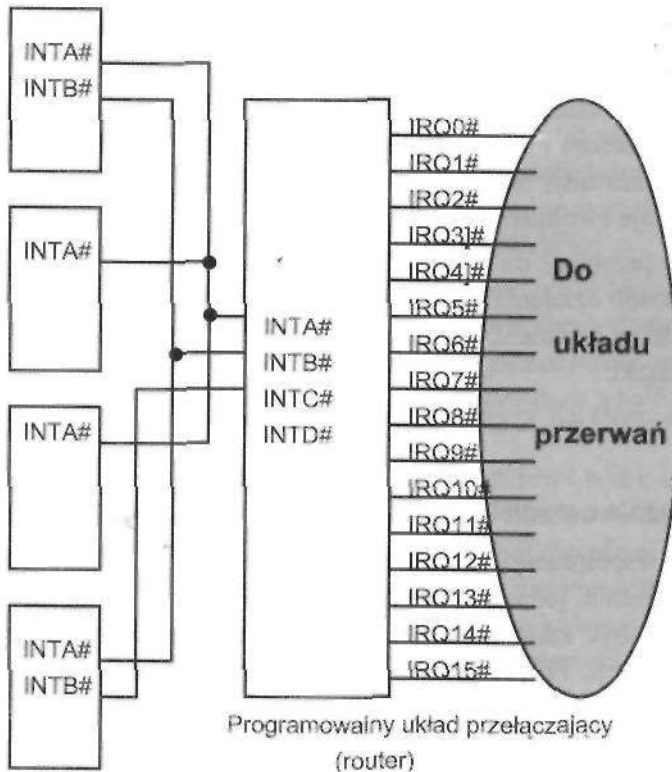 INTA#
INTB#
INTA#
INTA#
INTA#
INTB#
INTA#
INTB#
INTC#
INTD#
IRQ0#
IRQ1#
IRQ2#
IRQ3]#
IRQ4]#
IRQ5#
IRQ6#
IRQ7#
IRQ8#
IRQ9#
IRQ10#
IRQ11#
IRQ12#
IRQ13#
IRQ14#
IRQ15#
Do
układu
przerwań
Programowalny układ przełączający
(router)